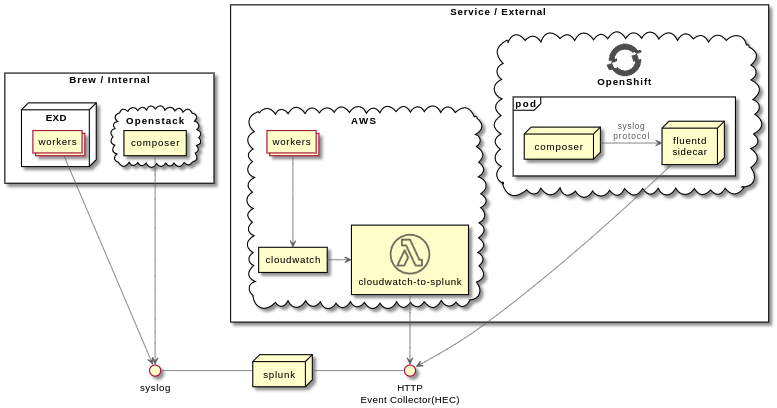 Service / External
Brew / Internal
EXD
workers
Openstack
composer
AWS
workers
cloudwatch
cloudwatch-to-splunk
OpenShift
pod
composer
syslog
protocol
fluentd
sidecar
syslog
splunk
HTTP
Event Collector(HEC)